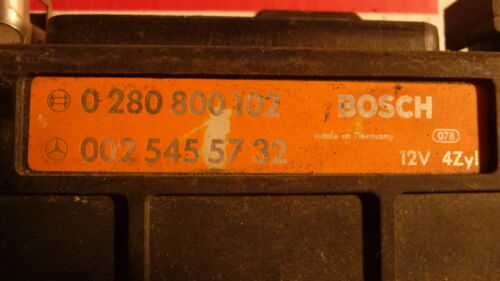 0 280 800 102 BOSCH
made in Germany 078
002 545 57 32 12V 4Zyl